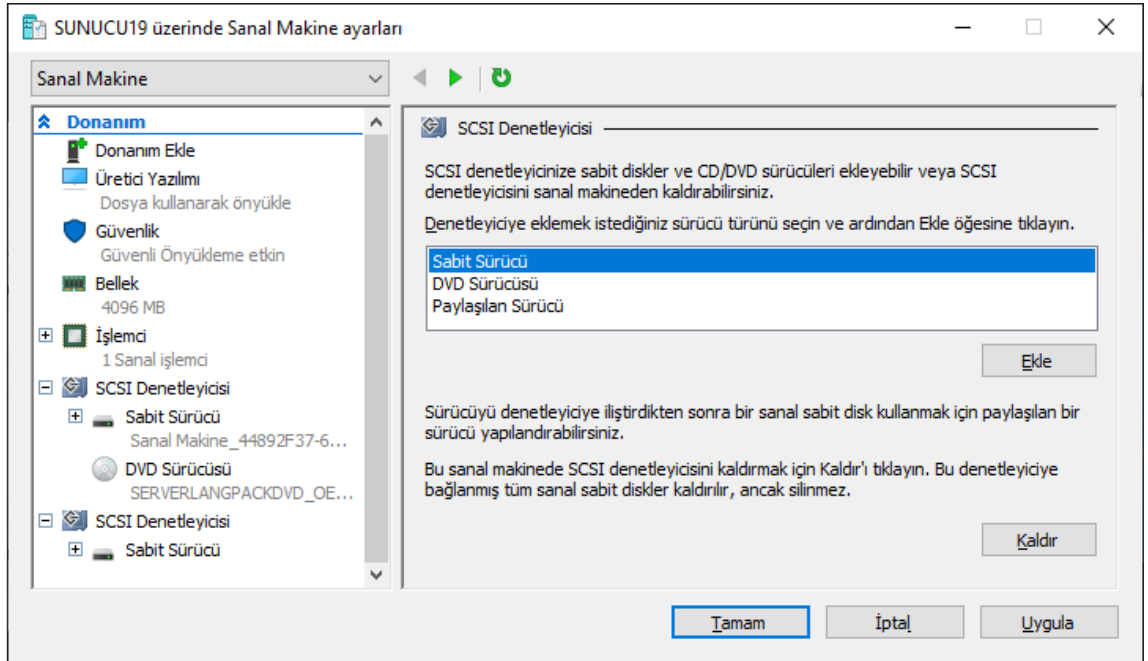 SUNUCU19 üzerinde Sanal Makine ayarları
Sanal Makine
Donanım
Donanım Ekle
Üretici Yazılımı
Dosya kullanarak önyükle
Güvenlik
Güvenli Önyükleme etkin
Bellek
4096 MB
İşlemci
1 Sanal işlemci
SCSI Denetleyicisi
Sabit Sürücü
Sanal Makine_44892F37-6...
DVD Sürücüsü
SERVERLANGPACKDVD_OE...
SCSI Denetleyicisi
Sabit Sürücü
SCSI Denetleyicisi
SCSI denetleyicinize sabit diskler ve CD/DVD sürücüleri ekleyebilir veya SCSI
denetleyicisini sanal makineden kaldırabilirsiniz.
Denetleyiciye eklemek istediğiniz sürücü türünü seçin ve ardından Ekle öğesine tıklayın.
Sabit Sürücü
DVD Sürücüsü
Paylaşılan Sürücü
Ekle
Sürücüyü denetleyiciye iliştirdikten sonra bir sanal sabit disk kullanmak için paylaşılan bir
sürücü yapılandırabilirsiniz.
Bu sanal makinede SCSI denetleyicisini kaldırmak için Kaldır'ı tıklayın. Bu denetleyiciye
bağlanmış tüm sanal sabit diskler kaldırılır, ancak silinmez.
Kaldır
Tamam
İptal
Uygula